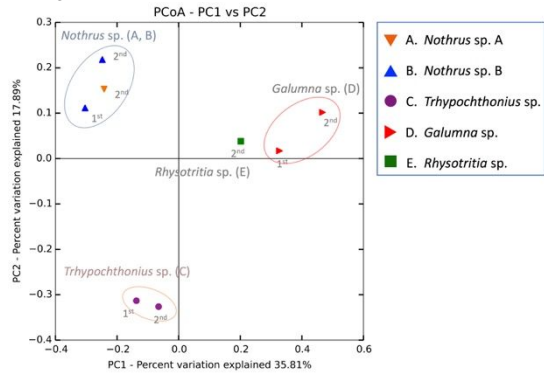 PCoA - PC1 vs PC2
Nothrus sp. (A, B)
2nd
2nd
1st
Galumna sp. (D)
2nd
1st
2nd
Rhysotritia sp. (E)
Trhypochthonius sp. (C)
1st
2nd
0.3
0.2
0.1
0.0
−0.1
−0.2
−0.3
−0.4
PC2 - Percent variation explained 17.89%
−0.4
−0.2
0.0
0.2
0.4
0.6
PC1 - Percent variation explained 35.81%
A. Nothrus sp. A
B. Nothrus sp. B
C. Trhypochthonius sp.
D. Galumna sp.
E. Rhysotritia sp.